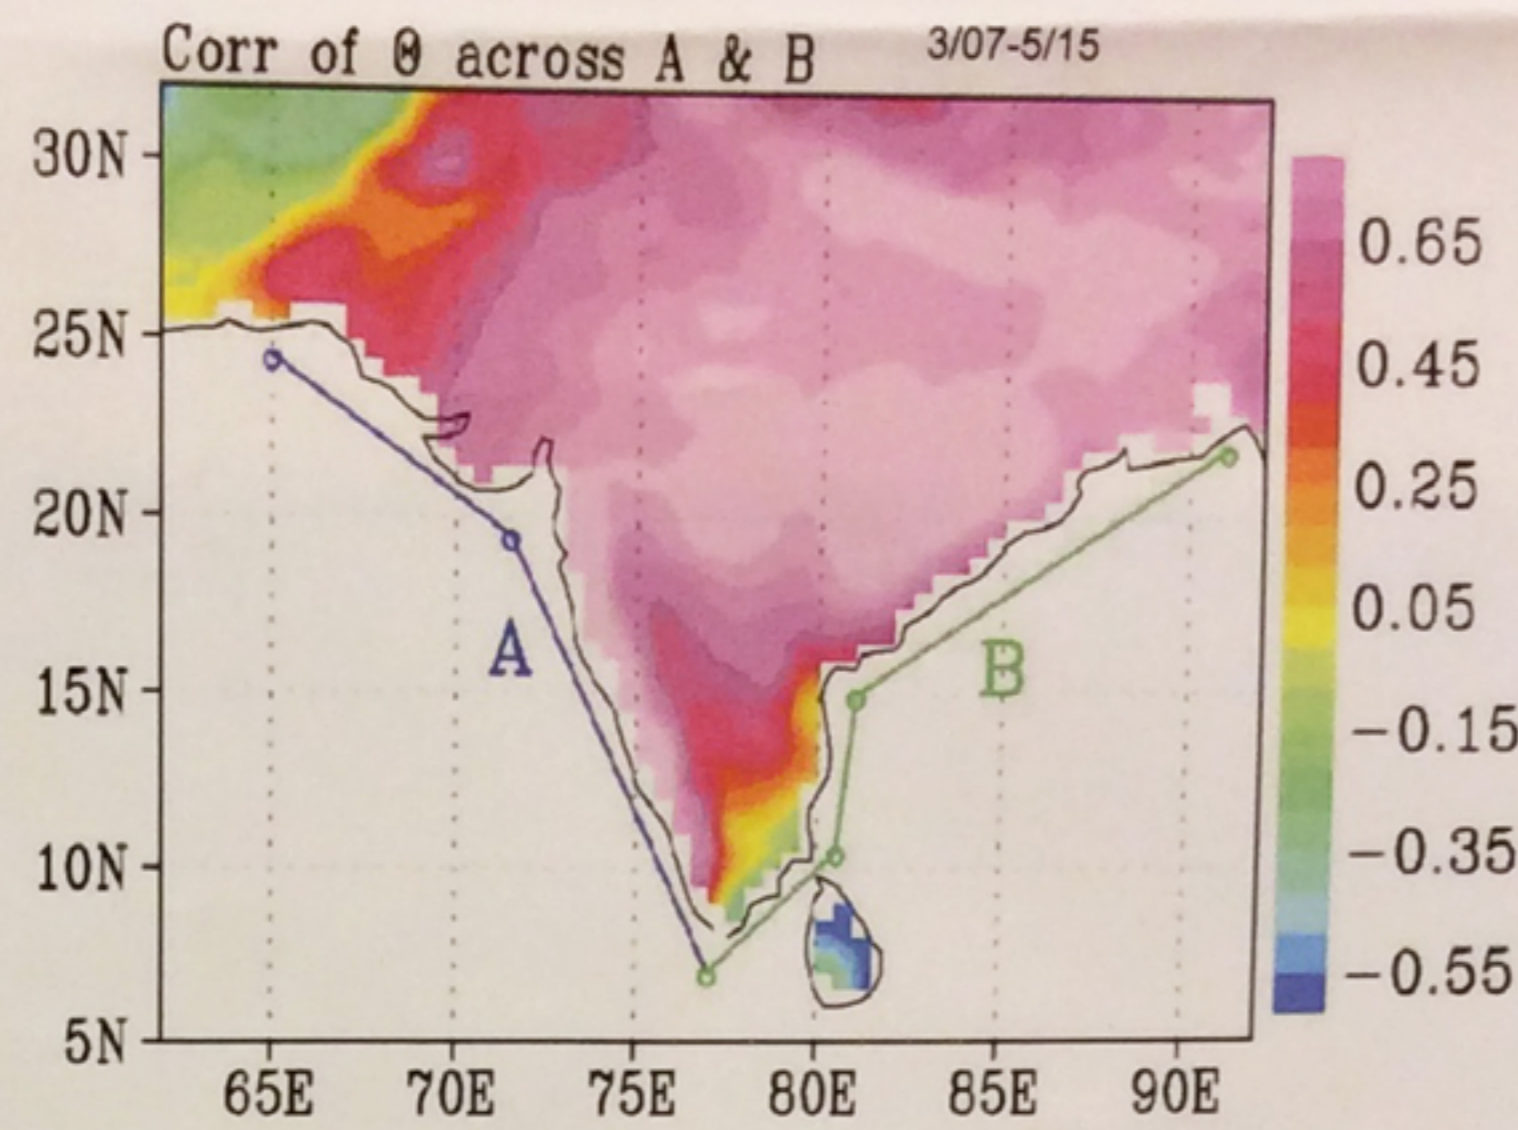 Corr of Θ across A & B 3/07-5/15
30N
25N
20N
15N
10N
5N
65E 70E 75E 80E 85E 90E
A
B
0.65
0.45
0.25
0.05
−0.15
−0.35
−0.55